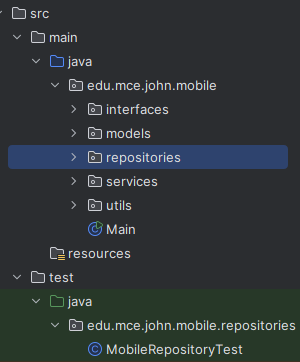 src
main
java
edu.mce.john.mobile
interfaces
models
repositories
services
utils
Main
resources
test
java
edu.mce.john.mobile.repositories
MobileRepositoryTest